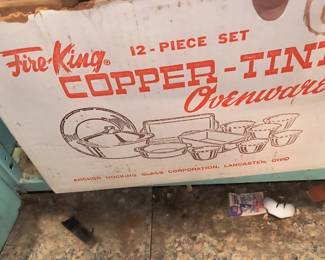 Fire-King®
12-PIECE SET
COPPER-TINT
Ovenware
ANCHOR HOCKING GLASS CORPORATION, LANCASTER, OHIO